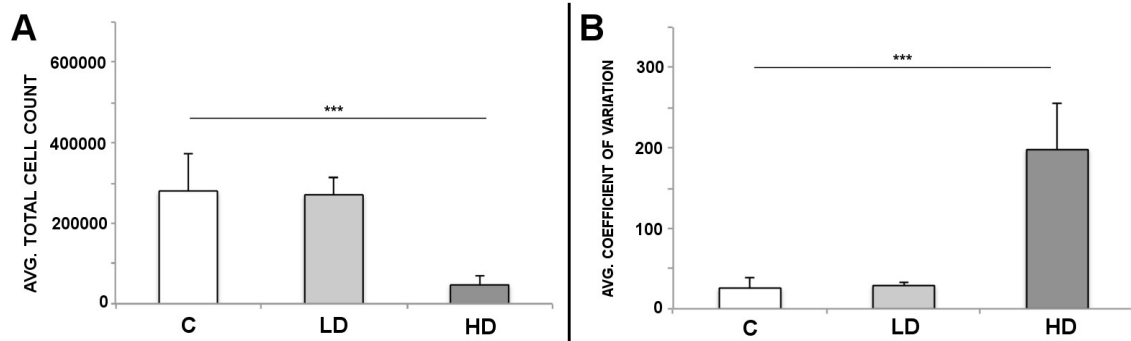 A
AVG. TOTAL CELL COUNT
600000
400000
200000
0
***
C LD HD
B
AVG. COEFFICIENT OF VARIATION
300
200
100
0
***
C LD HD